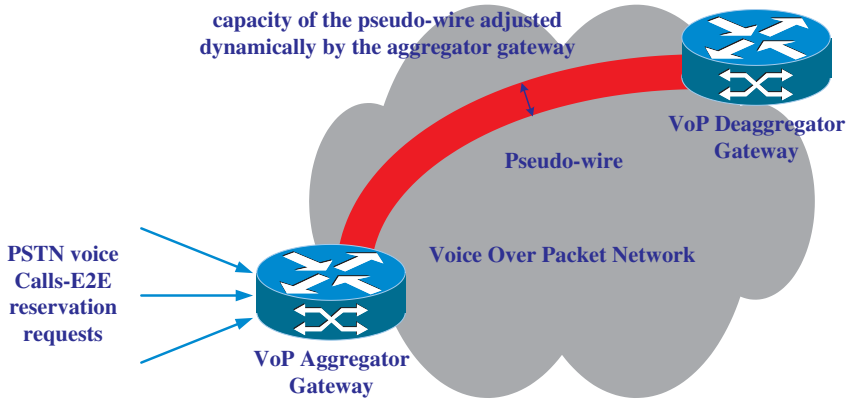 capacity of the pseudo-wire adjusted
dynamically by the aggregator gateway
VoP Deaggregator
Gateway
Pseudo-wire
Voice Over Packet Network
PSTN voice
Calls-E2E
reservation
requests
VoP Aggregator
Gateway